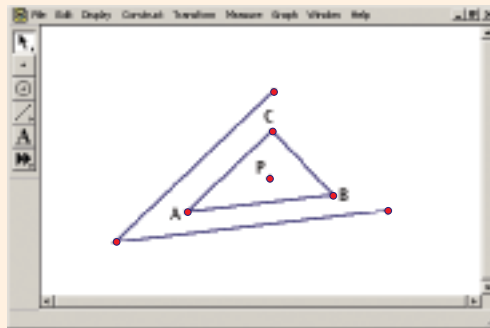 File Edit Display Construct Transform Measure Graph Window Help
A
C
P
A
B